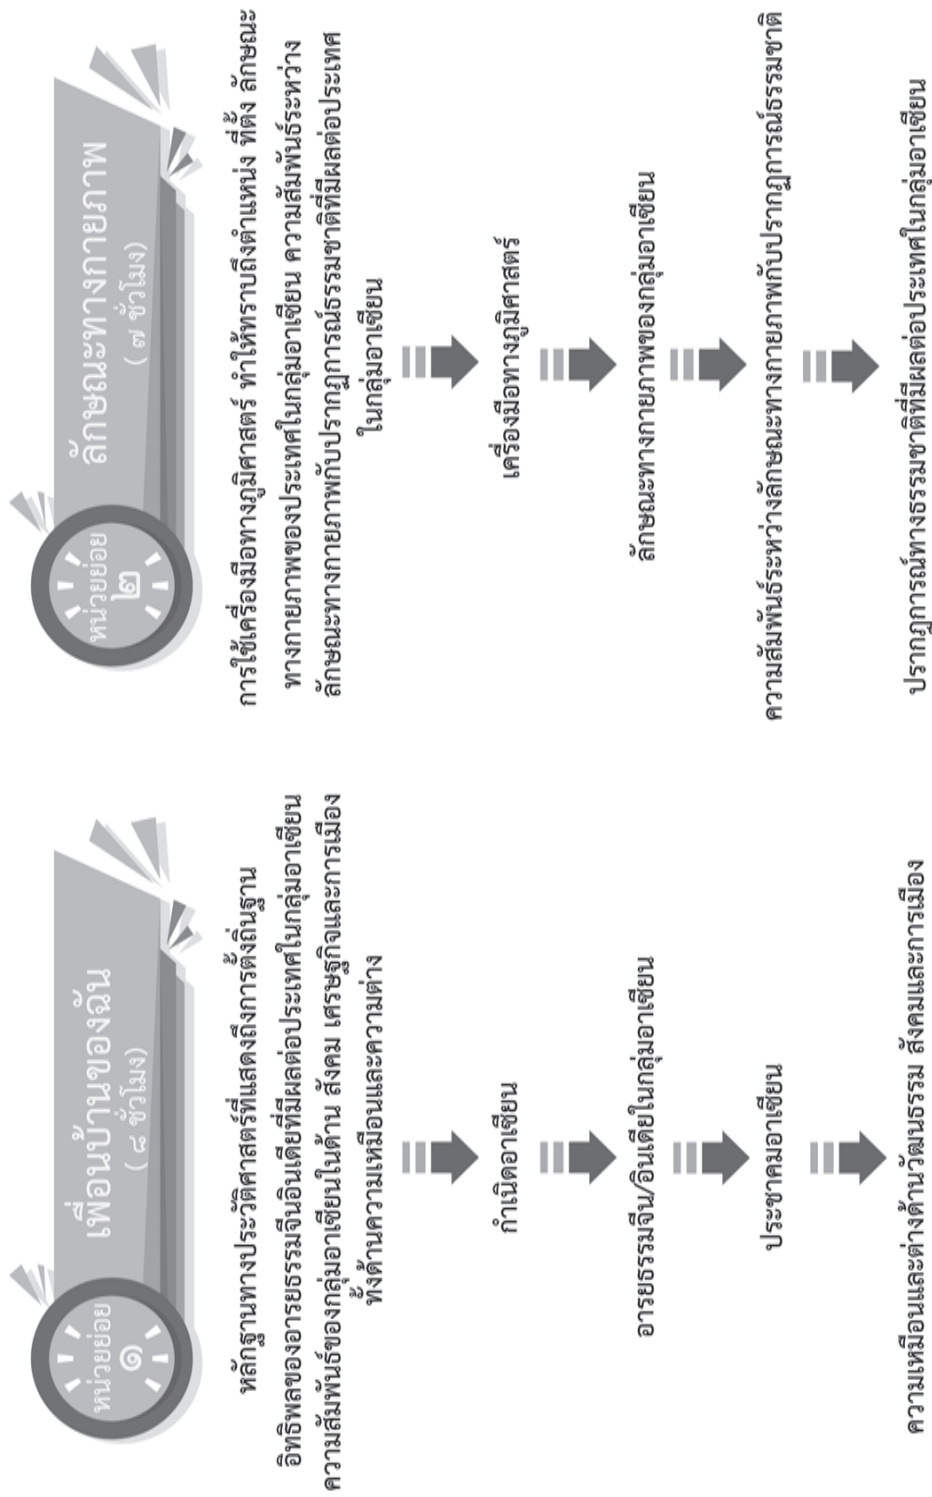 หน่วยย่อย
๑
เพื่อนบ้านของฉัน
( ๘ ชั่วโมง)
หลักฐานทางประวัติศาสตร์ที่แสดงถึงการตั้งถิ่นฐาน
อิทธิพลของอารยธรรมจีนอินเดียที่มีผลต่อประเทศในกลุ่มอาเซียน
ความสัมพันธ์ของกลุ่มอาเซียนในด้าน สังคม เศรษฐกิจและการเมือง
ทั้งด้านความเหมือนและความต่าง
กำเนิดอาเซียน
อารยธรรมจีน/อินเดียในกลุ่มอาเซียน
ประชาคมอาเซียน
ความเหมือนและต่างด้านวัฒนธรรม สังคมและการเมือง
หน่วยย่อย
๒
ลักษณะทางกายภาพ
( ๗ ชั่วโมง)
การใช้เครื่องมือทางภูมิศาสตร์ ทำให้ทราบถึงตำแหน่ง ที่ตั้ง ลักษณะ
ทางกายภาพของประเทศในกลุ่มอาเซียน ความสัมพันธ์ระหว่าง
ลักษณะทางกายภาพกับปรากฏการณ์ธรรมชาติที่มีผลต่อประเทศ
ในกลุ่มอาเซียน
เครื่องมือทางภูมิศาสตร์
ลักษณะทางกายภาพของกลุ่มอาเซียน
ความสัมพันธ์ระหว่างลักษณะทางกายภาพกับปรากฏการณ์ธรรมชาติ
ปรากฏการณ์ทางธรรมชาติที่มีผลต่อประเทศในกลุ่มอาเซียน